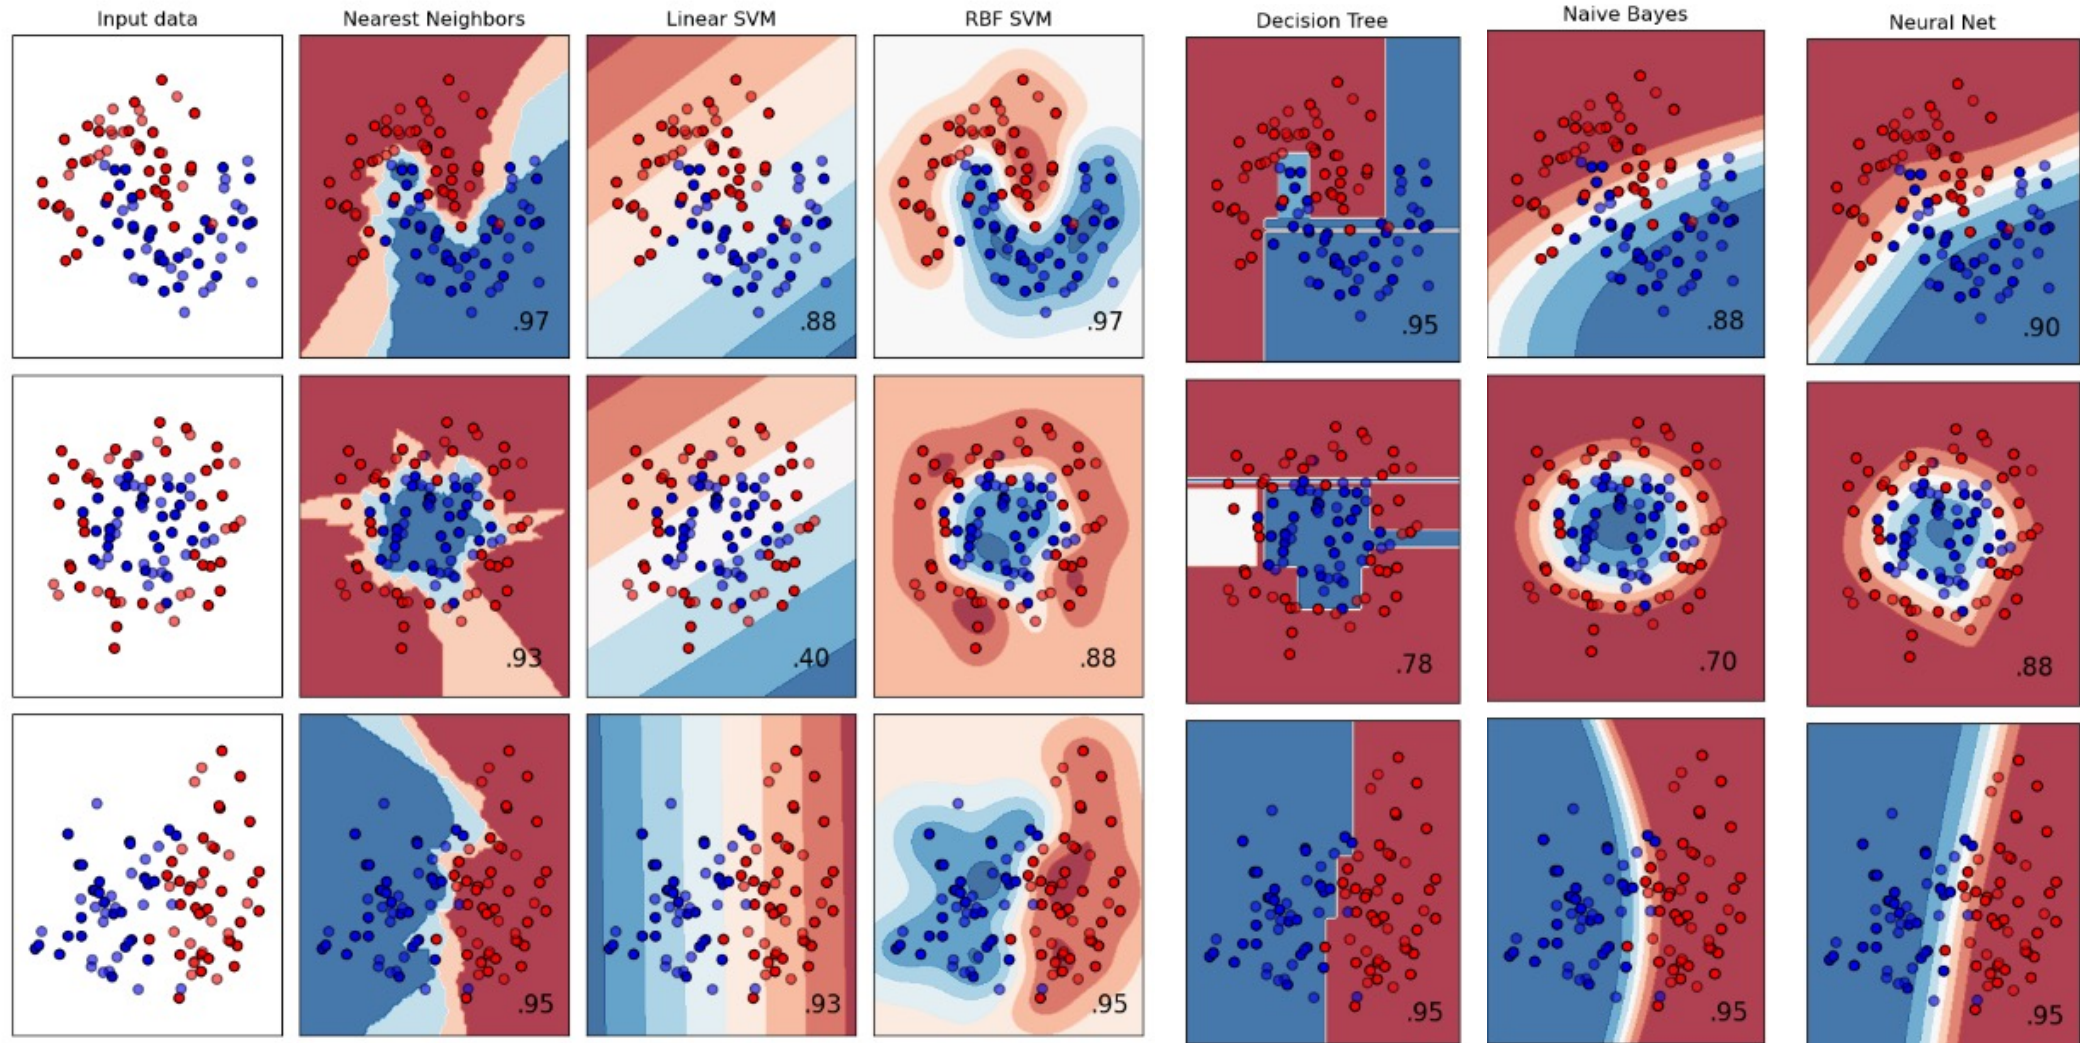 Input data
Nearest Neighbors
Linear SVM
RBF SVM
Decision Tree
Naive Bayes
Neural Net
.97
.88
.97
.95
.88
.90
.93
.40
.88
.78
.70
.88
.95
.93
.95
.95
.95
.95